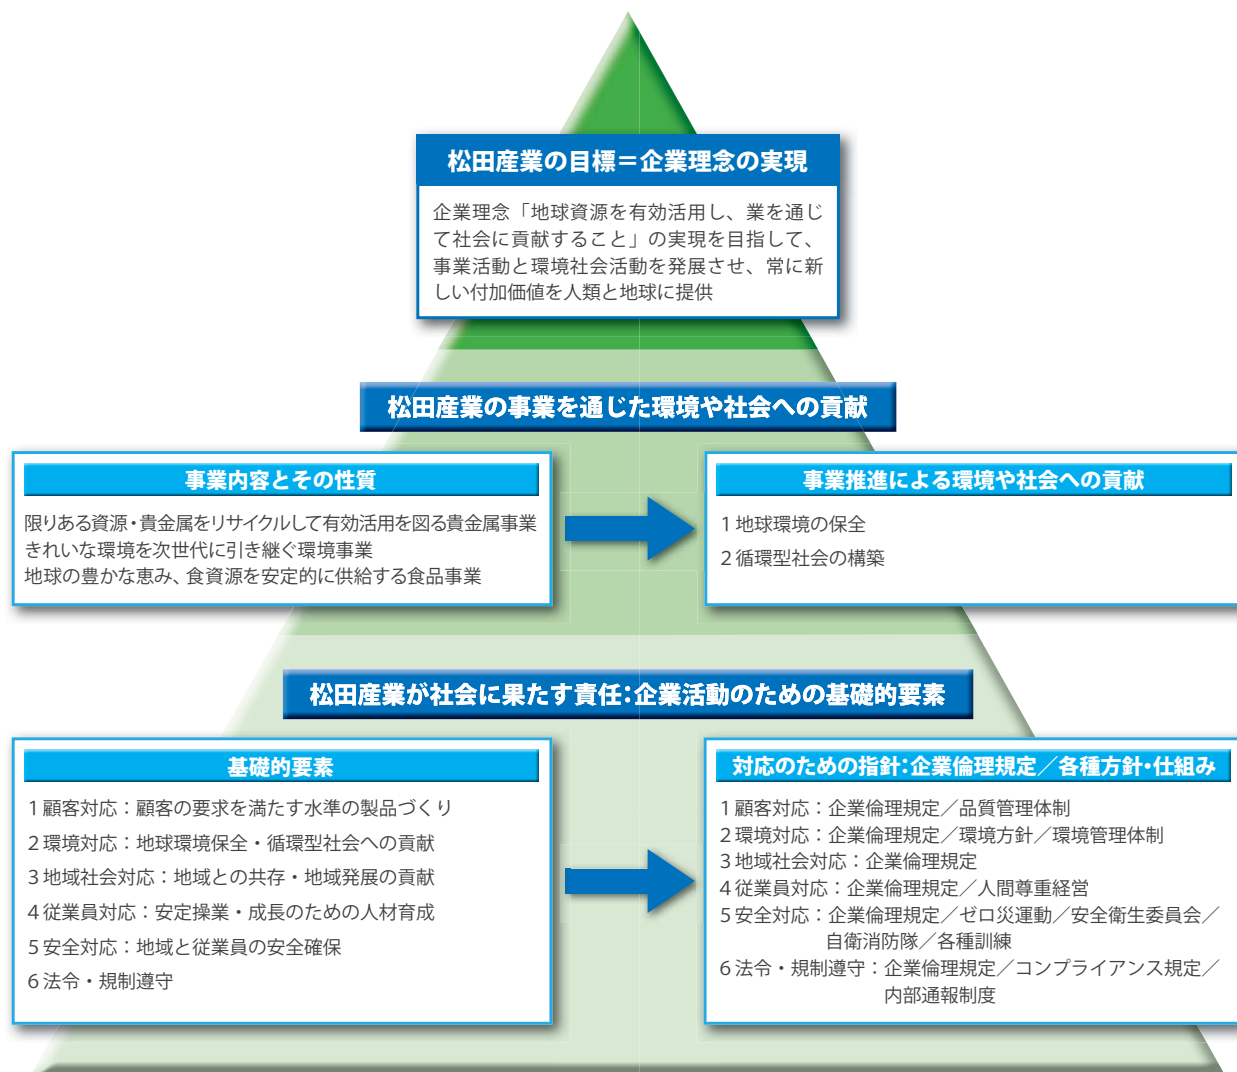 松田産業の目標＝企業理念の実現
企業理念「地球資源を有効活用し、業を通じ
て社会に貢献すること」の実現を目指して、
事業活動と環境社会活動を発展させ、常に新
しい付加価値を人類と地球に提供
松田産業の事業を通じた環境や社会への貢献
事業内容とその性質
限りある資源・貴金属をリサイクルして有効活用を図る貴金属事業
きれいな環境を次世代に引き継ぐ環境事業
地球の豊かな恵み、食資源を安定的に供給する食品事業
事業推進による環境や社会への貢献
1 地球環境の保全
2 循環型社会の構築
松田産業が社会に果たす責任：企業活動のための基礎的要素
基礎的要素
1 顧客対応：顧客の要求を満たす水準の製品づくり
2 環境対応：地球環境保全・循環型社会への貢献
3 地域社会対応：地域との共存・地域発展の貢献
4 従業員対応：安定操業・成長のための人材育成
5 安全対応：地域と従業員の安全確保
6 法令・規制遵守
対応のための指針：企業倫理規定／各種方針・仕組み
1 顧客対応：企業倫理規定／品質管理体制
2 環境対応：企業倫理規定／環境方針／環境管理体制
3 地域社会対応：企業倫理規定
4 従業員対応：企業倫理規定／人間尊重経営
5 安全対応：企業倫理規定／ゼロ災運動／安全衛生委員会／
自衛消防隊／各種訓練
6 法令・規制遵守：企業倫理規定／コンプライアンス規定／
内部通報制度